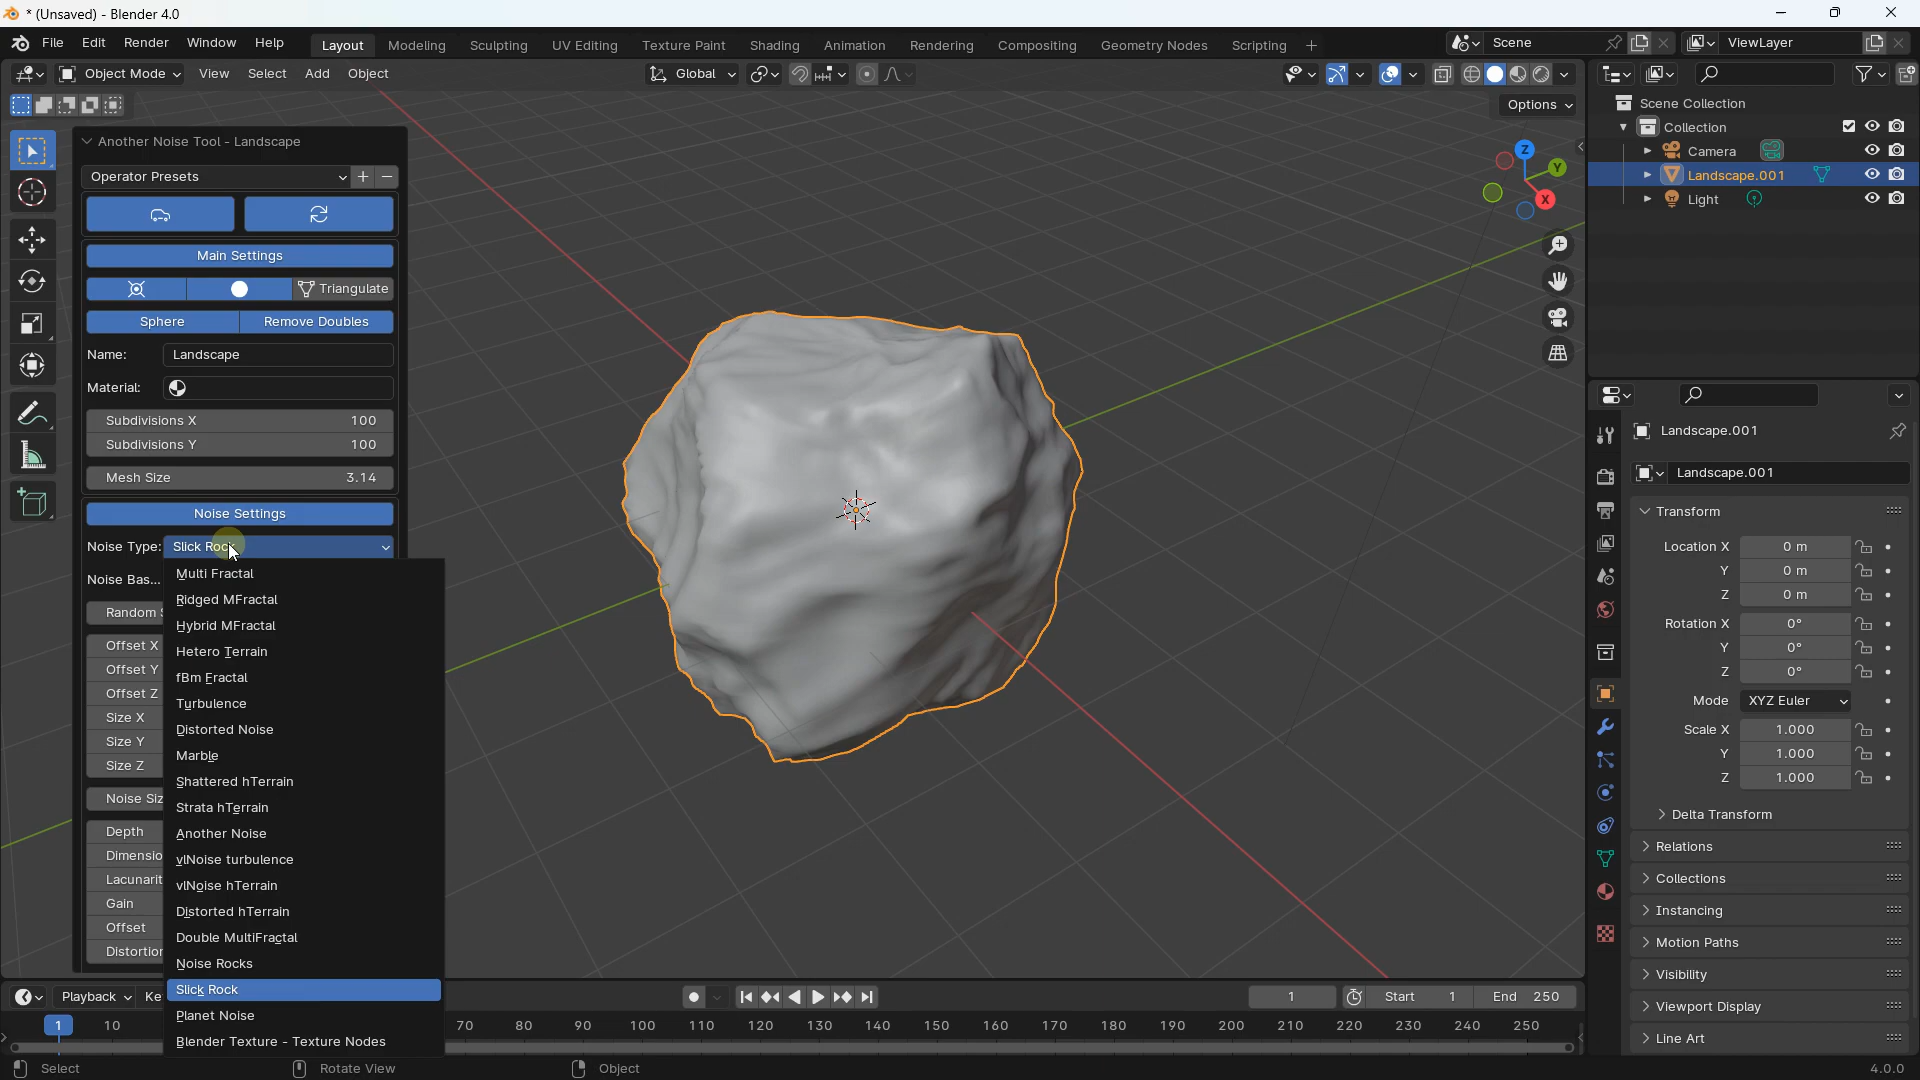 * (Unsaved) - Blender 4.0
File Edit Render Window Help
Layout Modeling Sculpting UV Editing Texture Paint Shading Animation Rendering Compositing Geometry Nodes Scripting +
Scene
ViewLayer
Object Mode View Select Add Object
Global
Options
Another Noise Tool - Landscape
Operator Presets
Main Settings
Triangulate
Sphere Remove Doubles
Name: Landscape
Material:
Subdivisions X 100
Subdivisions Y 100
Mesh Size 3.14
Noise Settings
Noise Type: Slick Rock
Noise Bas...
Random S
Offset X
Offset Y
Offset Z
Size X
Size Y
Size Z
Noise Siz
Depth
Dimensio
Lacunarit
Gain
Offset
Distortion
Multi Fractal
Ridged MFractal
Hybrid MFractal
Hetero Terrain
fBm Fractal
Turbulence
Distorted Noise
Marble
Shattered hTerrain
Strata hTerrain
Another Noise
vlNoise turbulence
vlNoise hTerrain
Distorted hTerrain
Double MultiFractal
Noise Rocks
Slick Rock
Planet Noise
Blender Texture - Texture Nodes
Z
Y
X
Scene Collection
Collection
Camera
Landscape.001
Light
Landscape.001
Landscape.001
Transform
Location X 0 m
Y 0 m
Z 0 m
Rotation X 0°
Y 0°
Z 0°
Mode XYZ Euler
Scale X 1.000
Y 1.000
Z 1.000
Delta Transform
Relations
Collections
Instancing
Motion Paths
Visibility
Viewport Display
Line Art
Playback Ke
1 Start 1 End 250
1 10 70 80 90 100 110 120 130 140 150 160 170 180 190 200 210 220 230 240 250
Select Rotate View Object
4.0.0